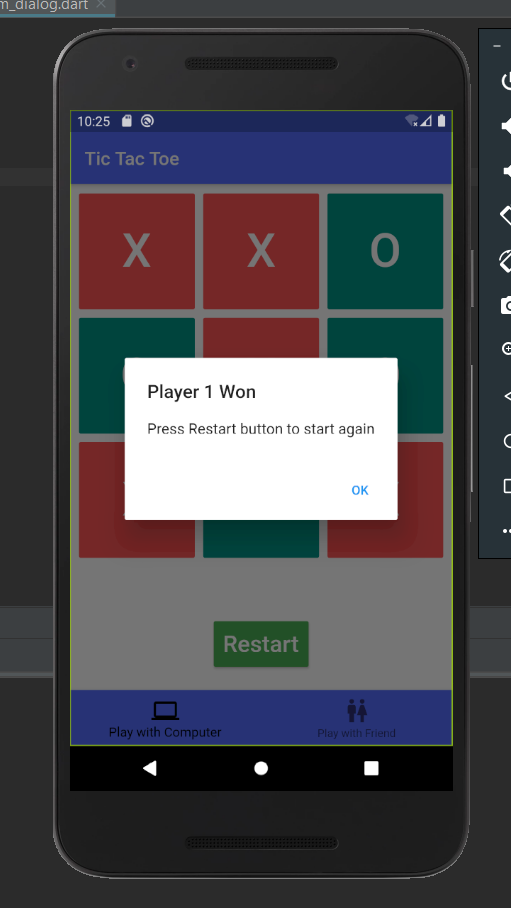 m_dialog.dart
10:25
Tic Tac Toe
X X O
Player 1 Won
Press Restart button to start again
OK
Restart
Play with Computer
Play with Friend